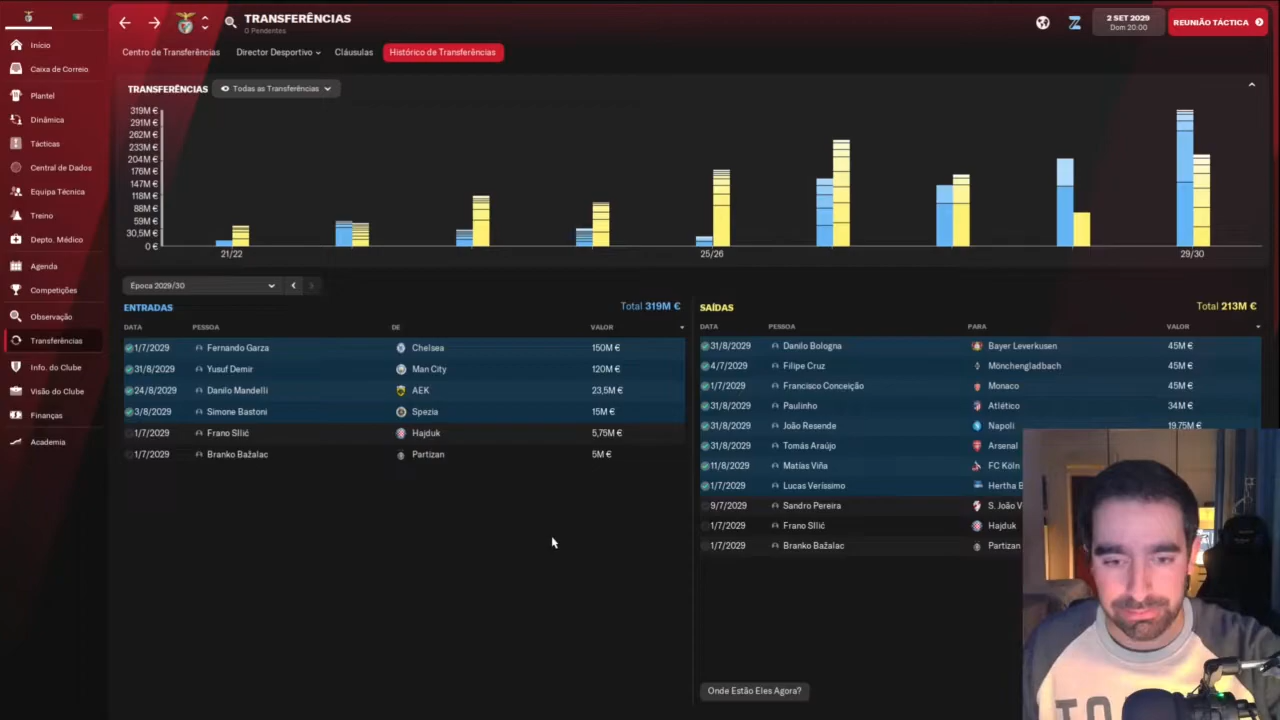 TRANSFERÊNCIAS
0 Pendentes
2 SET 2029
Dom 20:00
REUNIÃO TÁCTICA
Centro de Transferências
Director Desportivo
Cláusulas
Histórico de Transferências
Início
Caixa de Correio
Plantel
Dinâmica
Tácticas
Central de Dados
Equipa Técnica
Treino
Depto. Médico
Agenda
Competições
Observação
Transferências
Info. do Clube
Visão do Clube
Finanças
Academia
TRANSFERÊNCIAS
Todas as Transferências
319M €
291M €
262M €
233M €
204M €
176M €
147M €
118M €
88M €
59M €
30,5M €
0 €
21/22
25/26
29/30
Época 2029/30
ENTRADAS
Total 319M €
DATA PESSOA DE VALOR
1/7/2029 Fernando Garza Chelsea 150M €
31/8/2029 Yusuf Demir Man City 120M €
24/8/2029 Danilo Mandelli AEK 23,5M €
3/8/2029 Simone Bastoni Spezia 15M €
1/7/2029 Frano Sllić Hajduk 5,75M €
1/7/2029 Branko Bažalac Partizan 5M €
SAÍDAS
Total 213M €
DATA PESSOA PARA VALOR
31/8/2029 Danilo Bologna Bayer Leverkusen 45M €
4/7/2029 Filipe Cruz Mönchengladbach 45M €
1/7/2029 Francisco Conceição Monaco 45M €
31/8/2029 Paulinho Atlético 34M €
31/8/2029 João Resende Napoli 19,75M €
31/8/2029 Tomás Araújo Arsenal
11/8/2029 Matías Viña FC Köln
1/7/2029 Lucas Veríssimo Hertha B
9/7/2029 Sandro Pereira S. João V
1/7/2029 Frano Sllić Hajduk
1/7/2029 Branko Bažalac Partizan
Onde Estão Eles Agora?